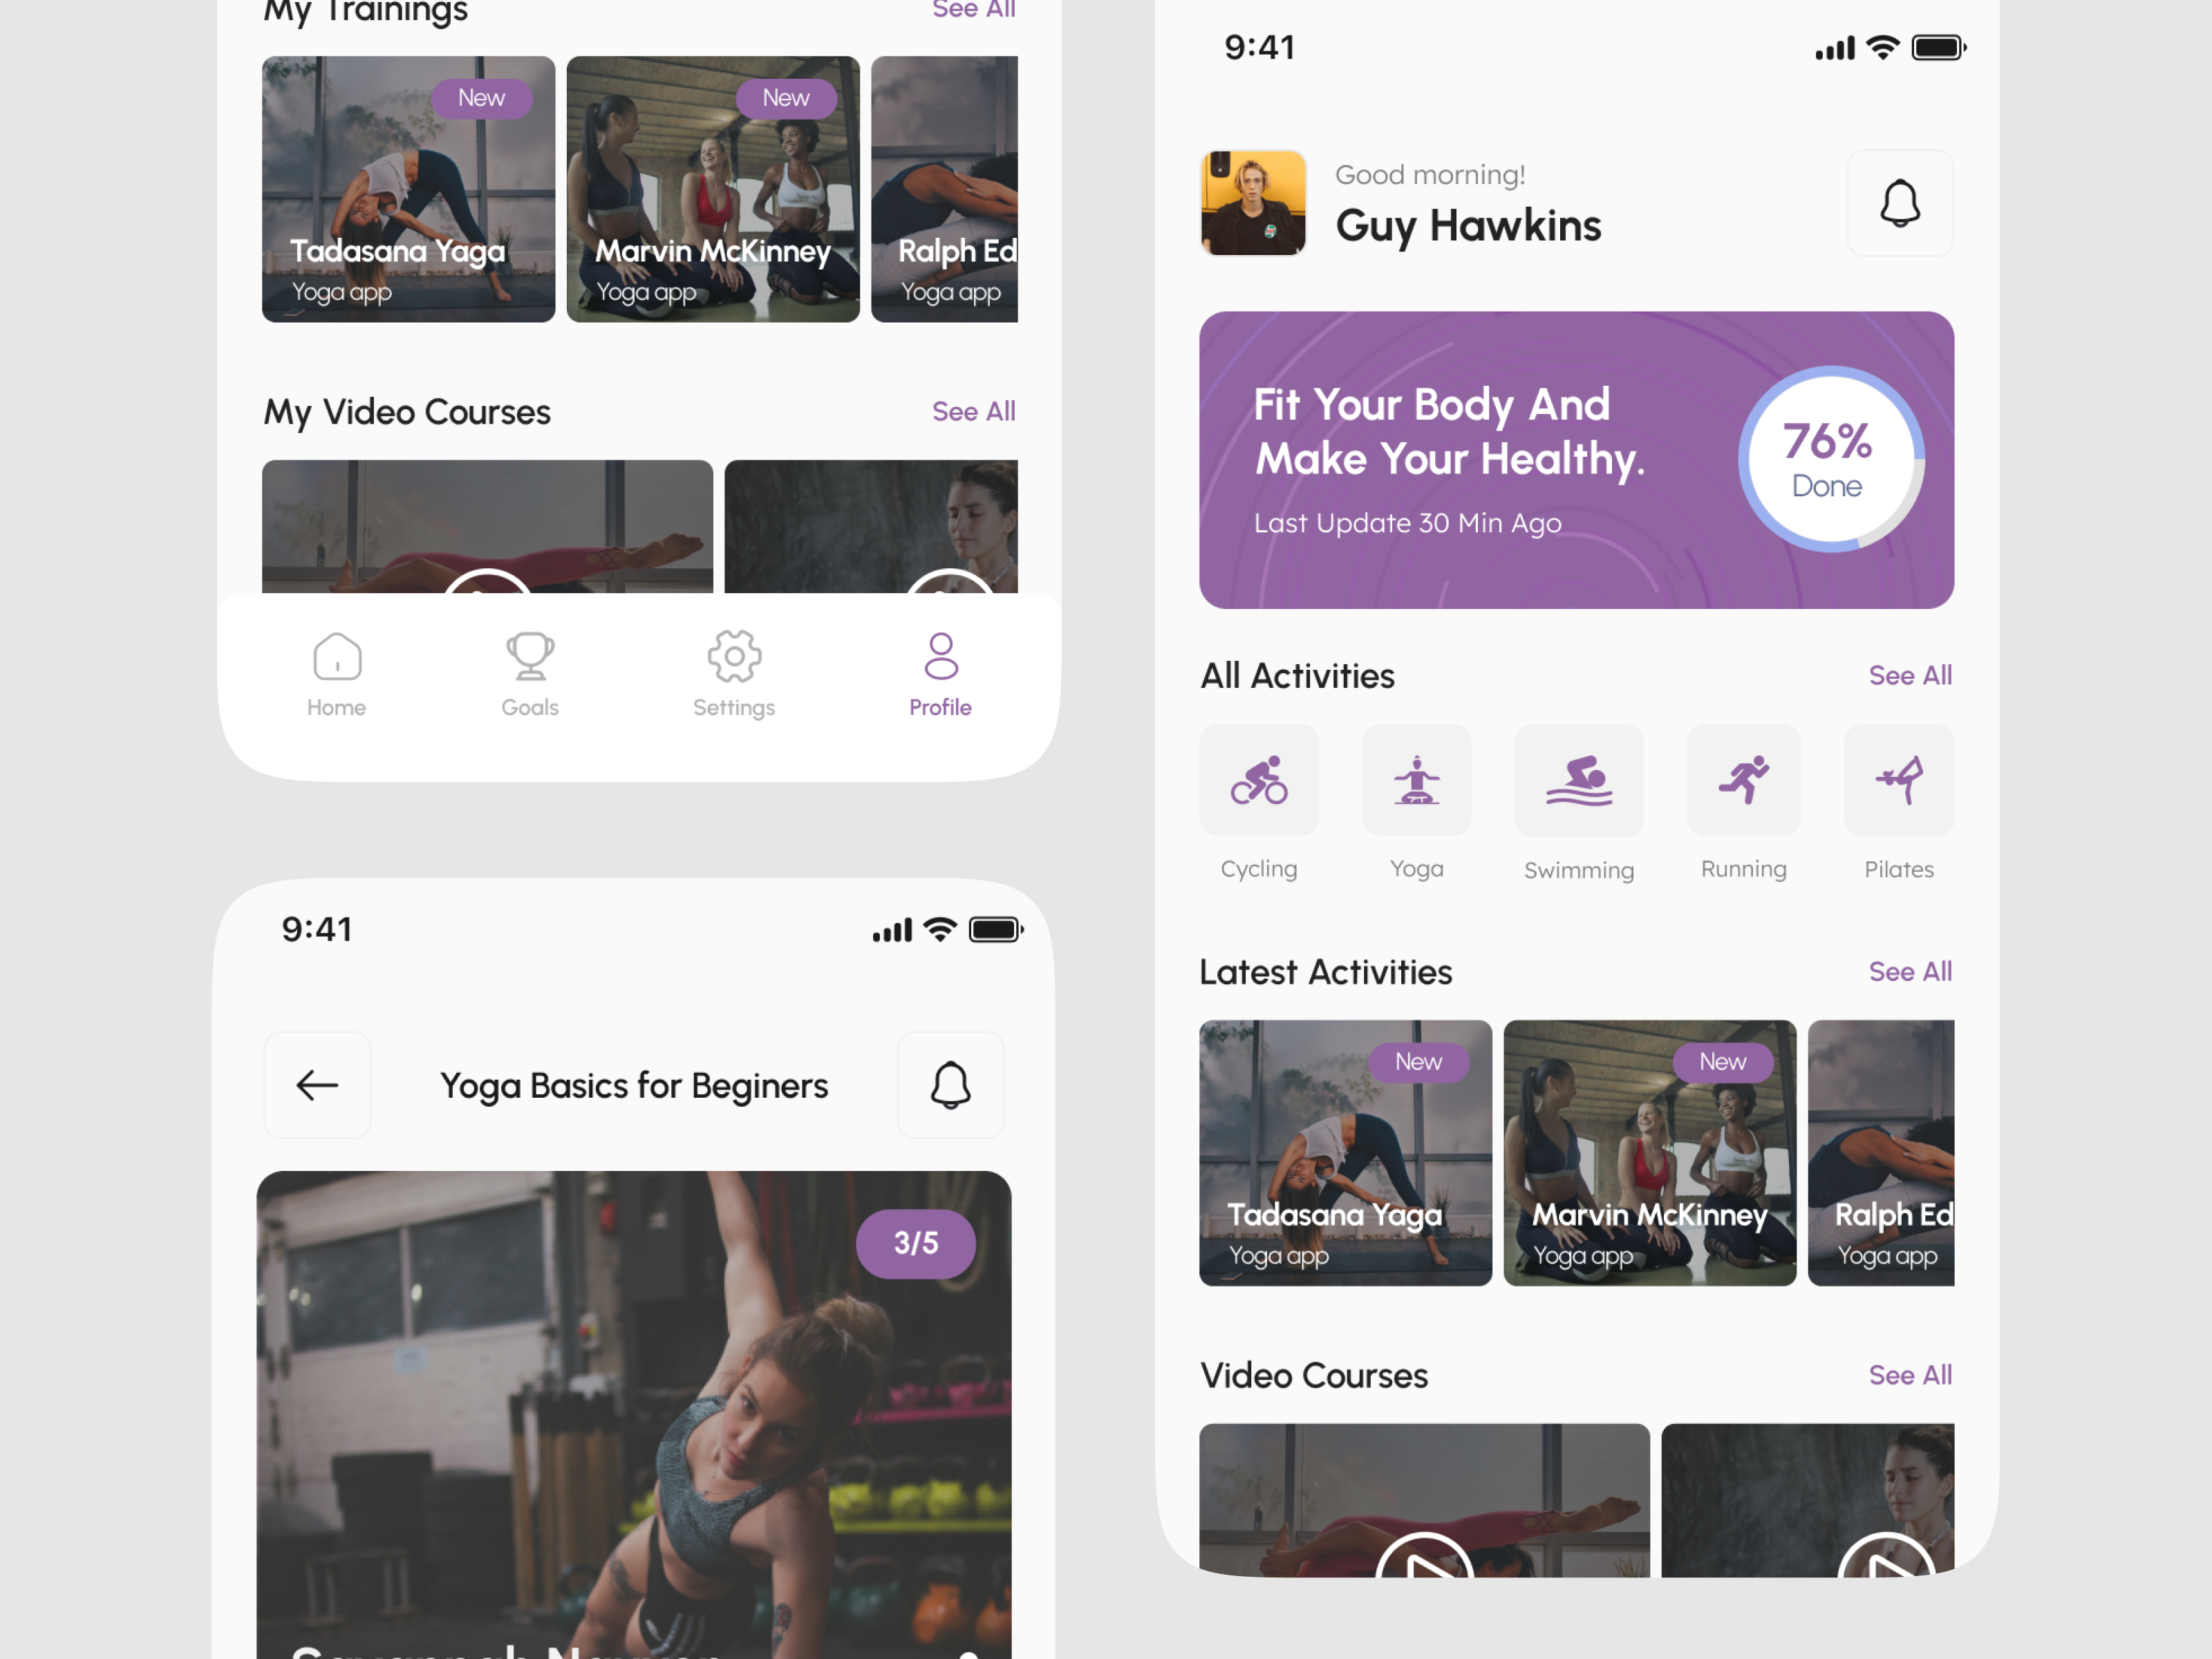 My Trainings
See All
New
Tadasana Yaga
Yoga app
New
Marvin McKinney
Yoga app
Ralph Ed
Yoga app
My Video Courses
See All
Home
Goals
Settings
Profile
9:41
Yoga Basics for Beginers
3/5
9:41
Good morning!
Guy Hawkins
Fit Your Body And
Make Your Healthy.
Last Update 30 Min Ago
76%
Done
All Activities
See All
Cycling
Yoga
Swimming
Running
Pilates
Latest Activities
See All
New
Tadasana Yaga
Yoga app
New
Marvin McKinney
Yoga app
Ralph Ed
Yoga app
Video Courses
See All